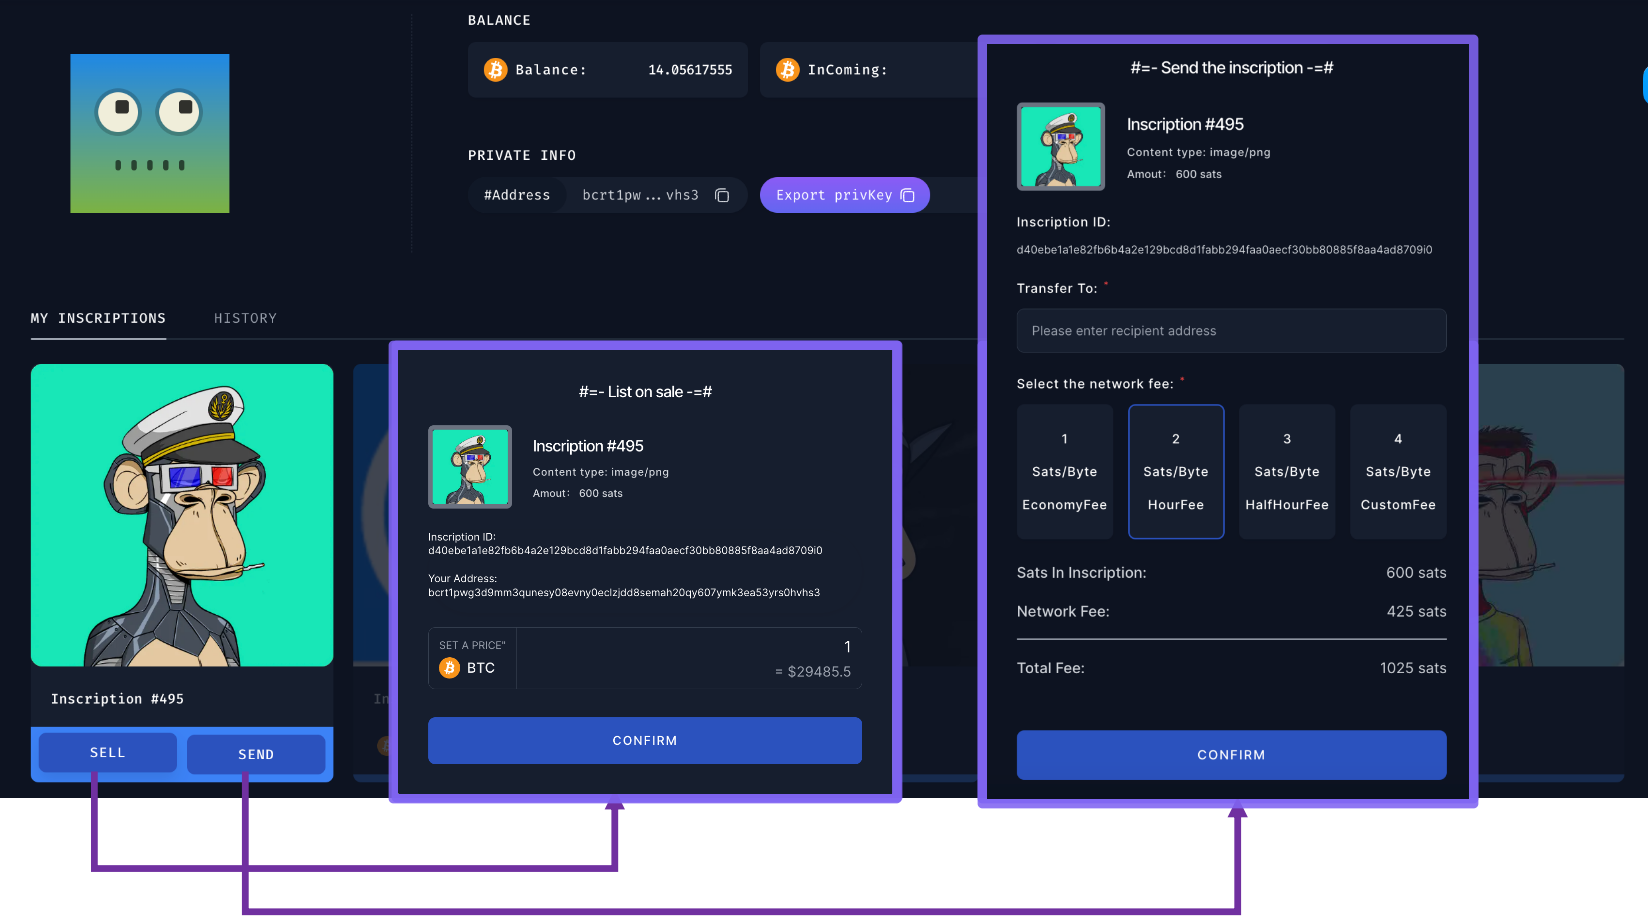 BALANCE
Balance: 14.05617555
InComing:
PRIVATE INFO
#Address bcrt1pw...vhs3
Export privKey
MY INSCRIPTIONS HISTORY
Inscription #495
SELL SEND
In
#=- List on sale -=#
Inscription #495
Content type: image/png
Amout: 600 sats
Inscription ID:
d40ebe1a1e82fb6b4a2e129bcd8d1fabb294faa0aecf30bb80885f8aa4ad8709i0
Your Address:
bcrt1pwg3d9mm3qunesy08evny0eclzjdd8semah20qy607ymk3ea53yrs0hvhs3
SET A PRICE"
BTC
1
= $29485.5
CONFIRM
#=- Send the inscription -=#
Inscription #495
Content type: image/png
Amout: 600 sats
Inscription ID:
d40ebe1a1e82fb6b4a2e129bcd8d1fabb294faa0aecf30bb80885f8aa4ad8709i0
Transfer To: *
Please enter recipient address
Select the network fee: *
1
Sats/Byte
EconomyFee
2
Sats/Byte
HourFee
3
Sats/Byte
HalfHourFee
4
Sats/Byte
CustomFee
Sats In Inscription: 600 sats
Network Fee: 425 sats
Total Fee: 1025 sats
CONFIRM